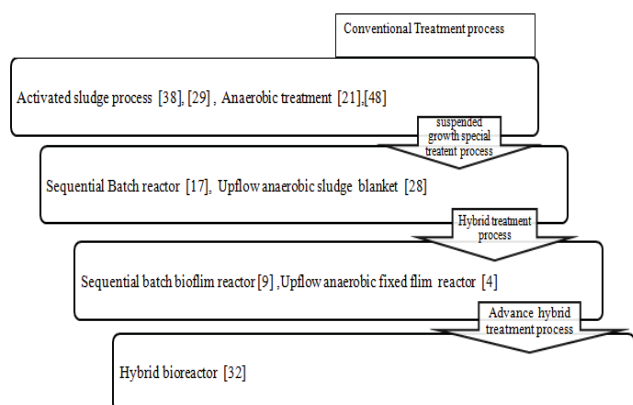 Conventional Treatment process
Activated sludge process [38], [29] , Anaerobic treatment [21],[48]
suspended
growth special
treatent process
Sequential Batch reactor [17], Upflow anaerobic sludge blanket [28]
Hybrid treatment
process
Sequential batch bioflim reactor[9] ,Upflow anaerobic fixed flim reactor [4]
Advance hybrid
treatment process
Hybrid bioreactor [32]